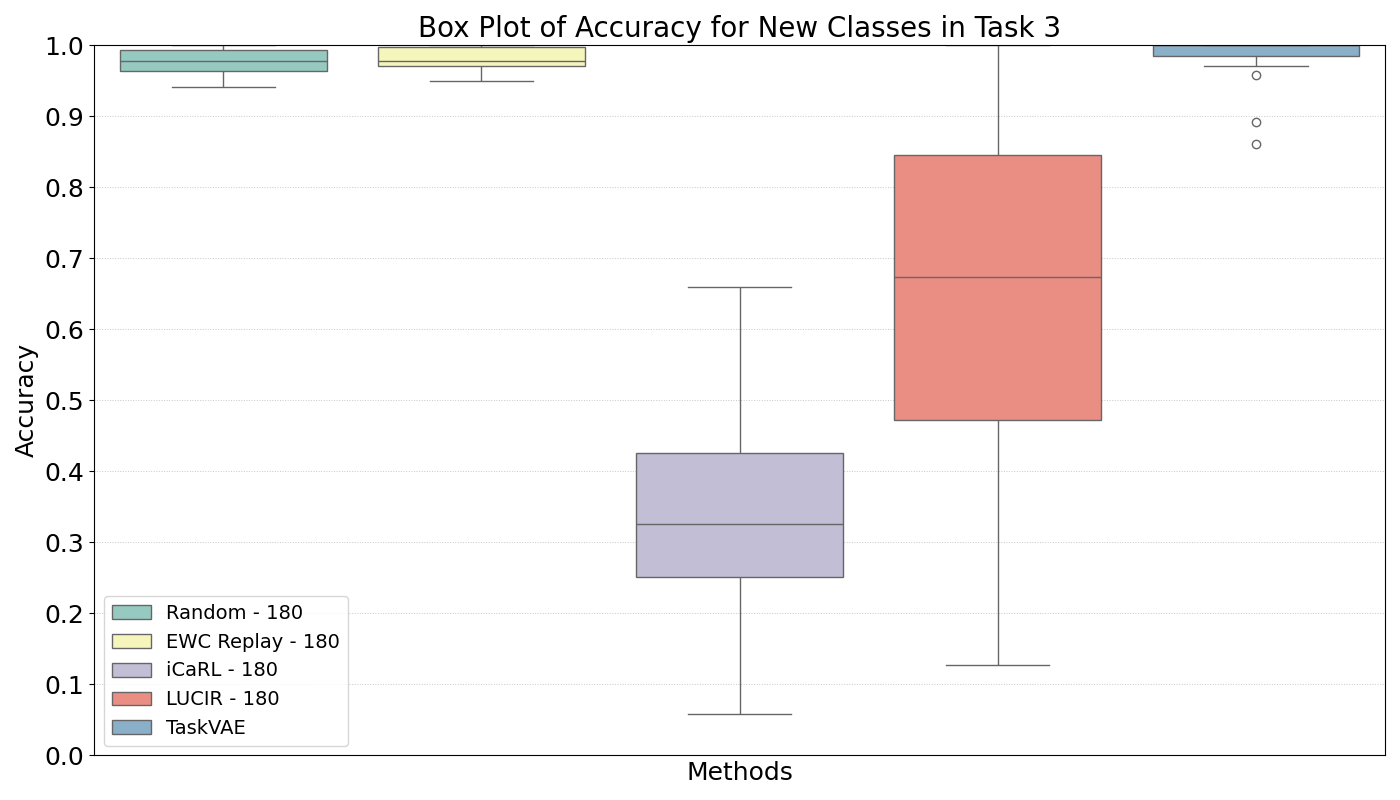 Box Plot of Accuracy for New Classes in Task 3
1.0
0.9
0.8
0.7
0.6
0.5
0.4
0.3
0.2
0.1
0.0
Accuracy
Random - 180
EWC Replay - 180
iCaRL - 180
LUCIR - 180
TaskVAE
Methods